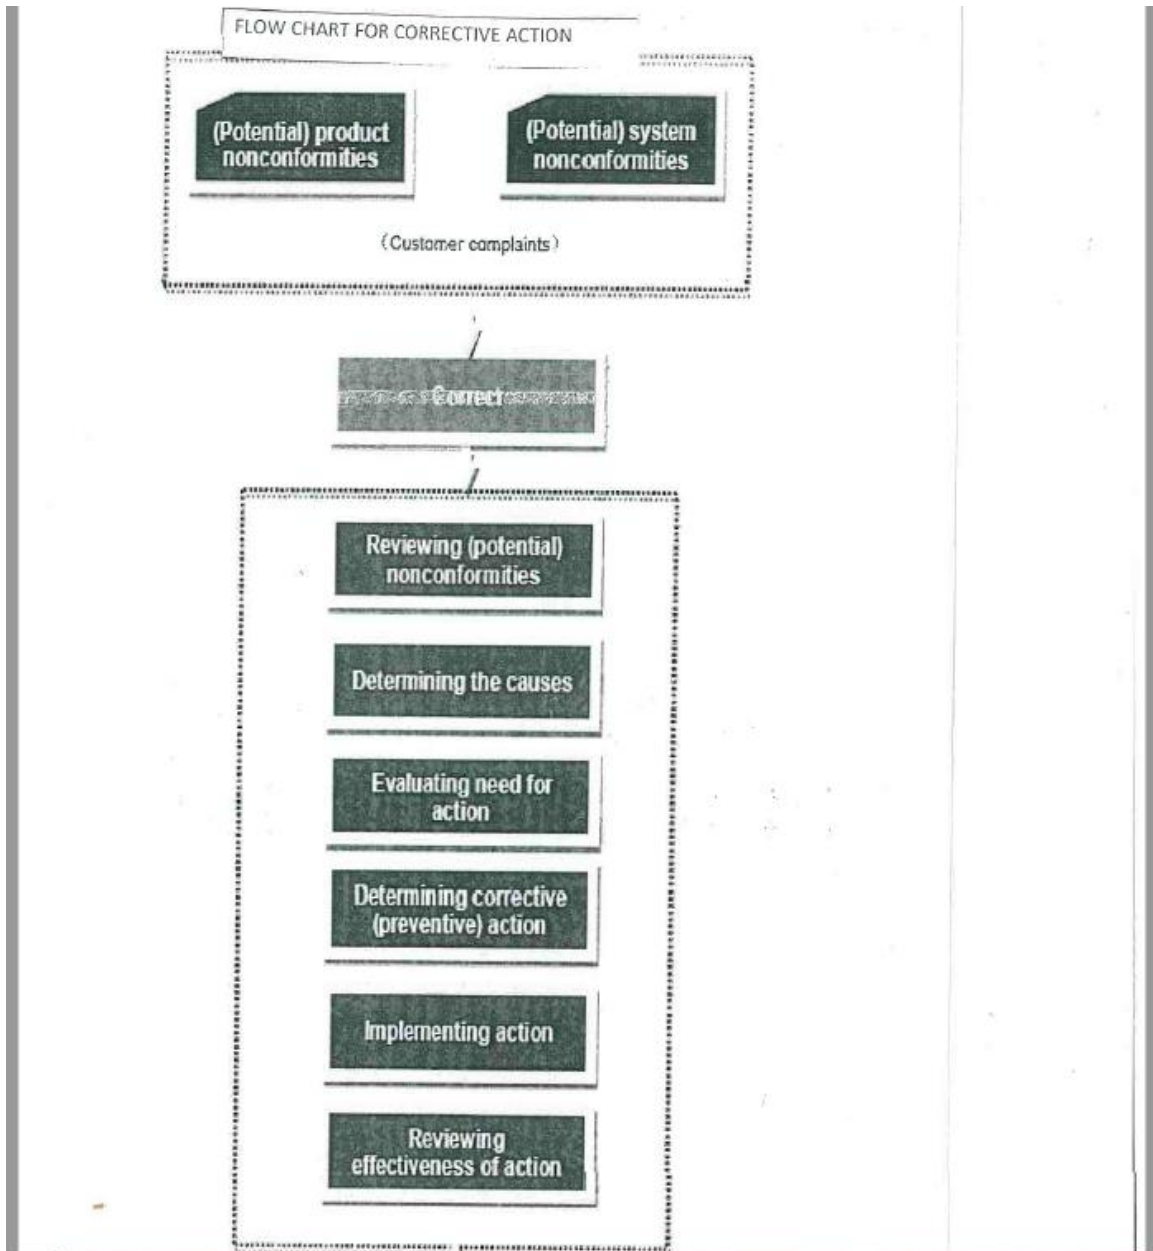 FLOW CHART FOR CORRECTIVE ACTION
(Potential) product
nonconformities
(Potential) system
nonconformities
(Customer complaints)
Correct
Reviewing (potential)
nonconformities
Determining the causes
Evaluating need for
action
Determining corrective
(preventive) action
Implementing action
Reviewing
effectiveness of action